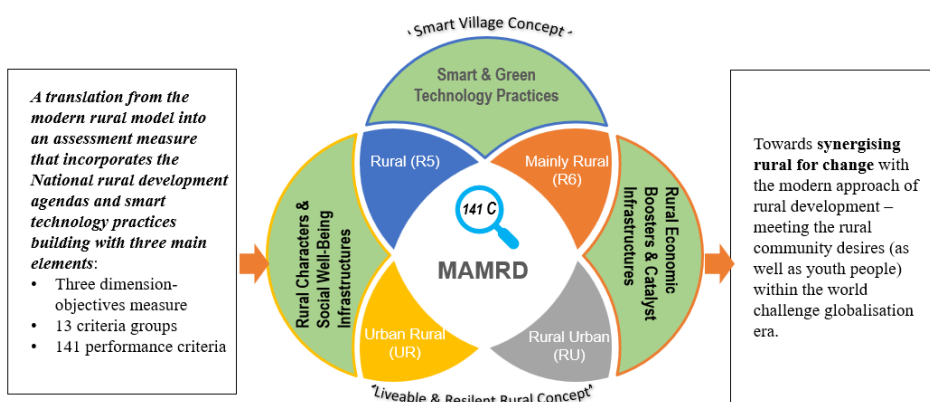 'Smart Village Concept'
Smart & Green
Technology Practices
A translation from the
modern rural model into
an assessment measure
that incorporates the
National rural development
agendas and smart
technology practices
building with three main
elements:
• Three dimension-
objectives measure
• 13 criteria groups
• 141 performance criteria
Rural Characters &
Social Well-Being
Infrastructures
Rural (R5)
Mainly Rural
(R6)
141 C
MAMRD
Urban Rural
(UR)
Rural Urban
(RU)
Rural Economic
Boosters & Catalyst
Infrastructures
'Liveable & Resilent Rural Concept'
Towards synergising
rural for change with
the modern approach of
rural development –
meeting the rural
community desires (as
well as youth people)
within the world
challenge globalisation
era.